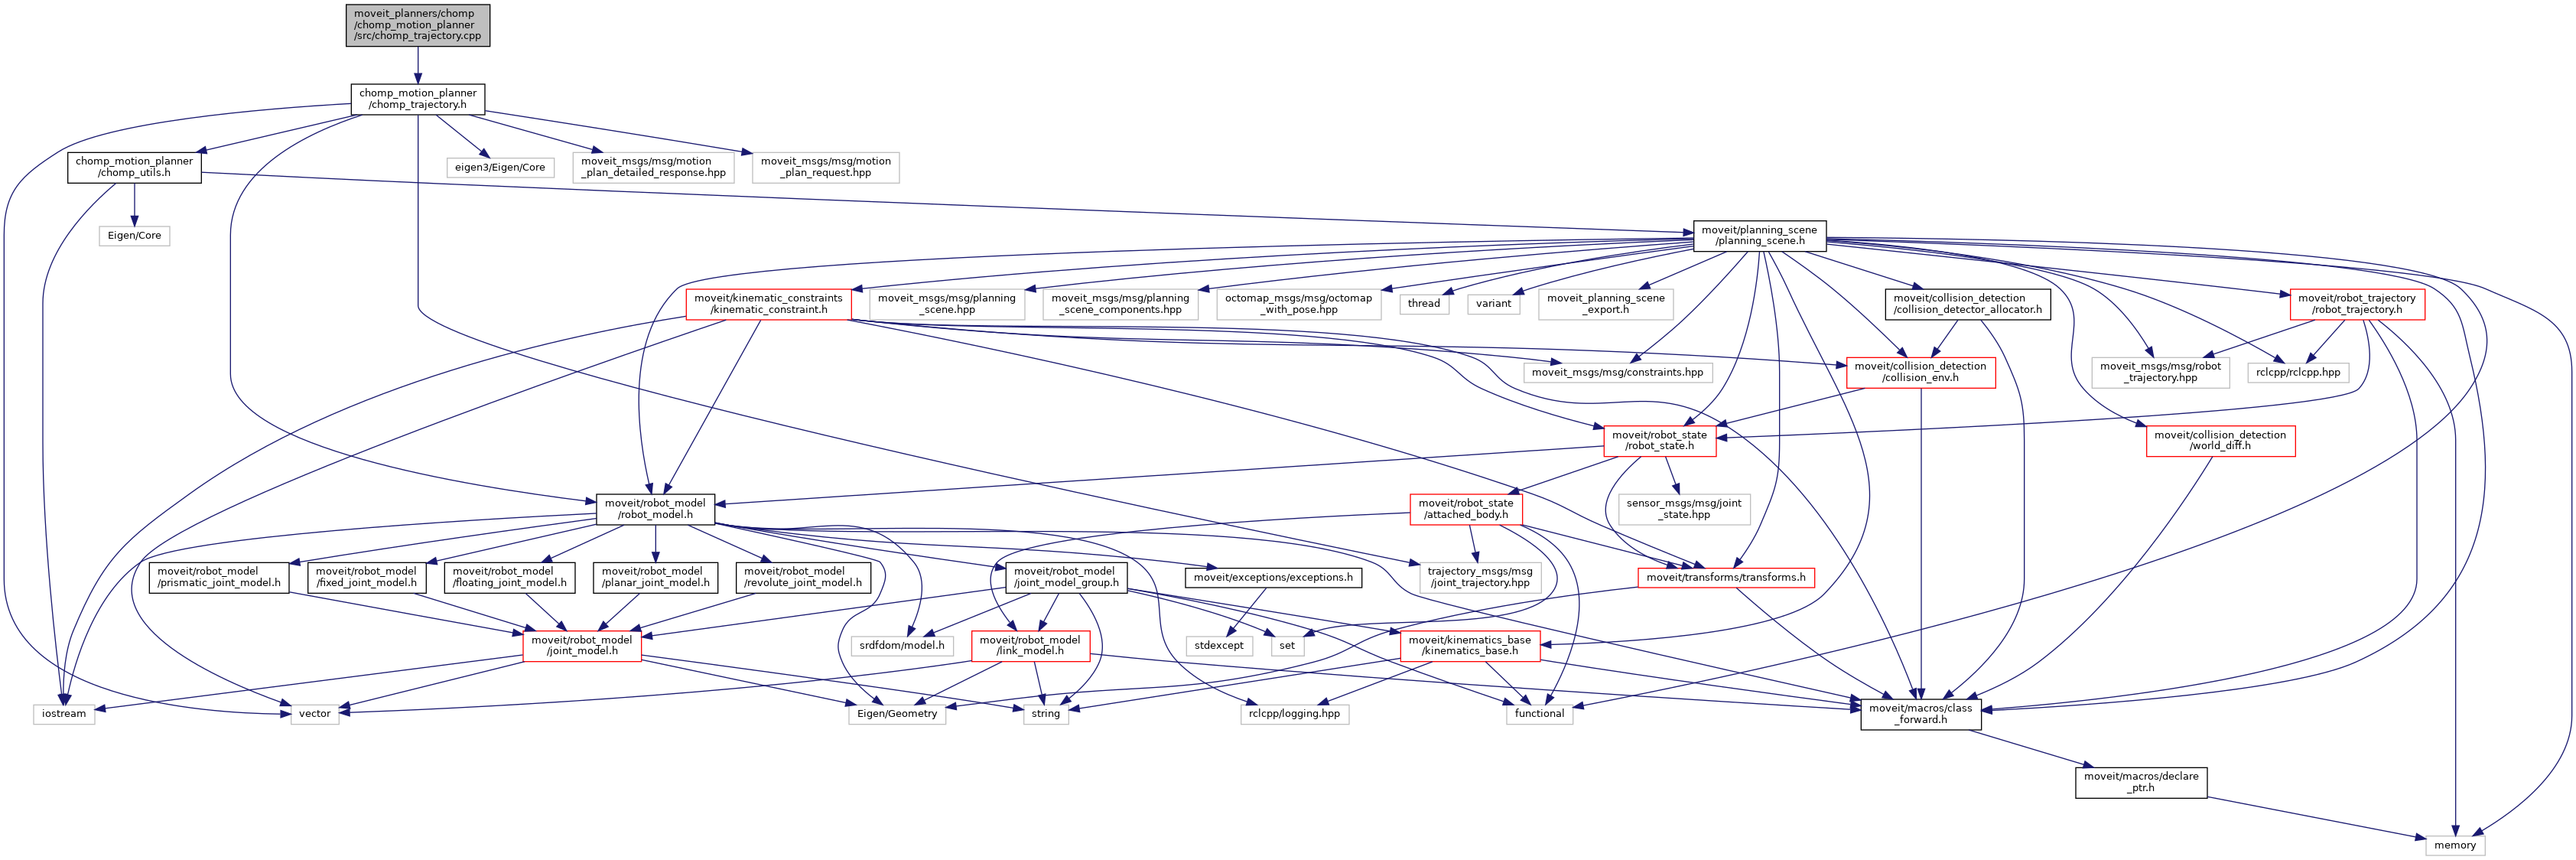 moveit_planners/chomp
/chomp_motion_planner
/src/chomp_trajectory.cpp
chomp_motion_planner
/chomp_trajectory.h
chomp_motion_planner
/chomp_utils.h
eigen3/Eigen/Core
moveit_msgs/msg/motion
_plan_detailed_response.hpp
moveit_msgs/msg/motion
_plan_request.hpp
Eigen/Core
moveit/planning_scene
/planning_scene.h
moveit/kinematic_constraints
/kinematic_constraint.h
moveit_msgs/msg/planning
_scene.hpp
moveit_msgs/msg/planning
_scene_components.hpp
octomap_msgs/msg/octomap
_with_pose.hpp
thread
variant
moveit_planning_scene
_export.h
moveit/collision_detection
/collision_detector_allocator.h
moveit/robot_trajectory
/robot_trajectory.h
moveit_msgs/msg/constraints.hpp
moveit/collision_detection
/collision_env.h
moveit_msgs/msg/robot
_trajectory.hpp
rclcpp/rclcpp.hpp
moveit/robot_state
/robot_state.h
moveit/collision_detection
/world_diff.h
moveit/robot_model
/robot_model.h
moveit/robot_state
/attached_body.h
sensor_msgs/msg/joint
_state.hpp
moveit/robot_model
/prismatic_joint_model.h
moveit/robot_model
/fixed_joint_model.h
moveit/robot_model
/floating_joint_model.h
moveit/robot_model
/planar_joint_model.h
moveit/robot_model
/revolute_joint_model.h
moveit/robot_model
/joint_model_group.h
moveit/exceptions/exceptions.h
trajectory_msgs/msg
/joint_trajectory.hpp
moveit/transforms/transforms.h
moveit/robot_model
/joint_model.h
srdfdom/model.h
moveit/robot_model
/link_model.h
stdexcept
set
moveit/kinematics_base
/kinematics_base.h
iostream
vector
Eigen/Geometry
string
rclcpp/logging.hpp
functional
moveit/macros/class
_forward.h
moveit/macros/declare
_ptr.h
memory